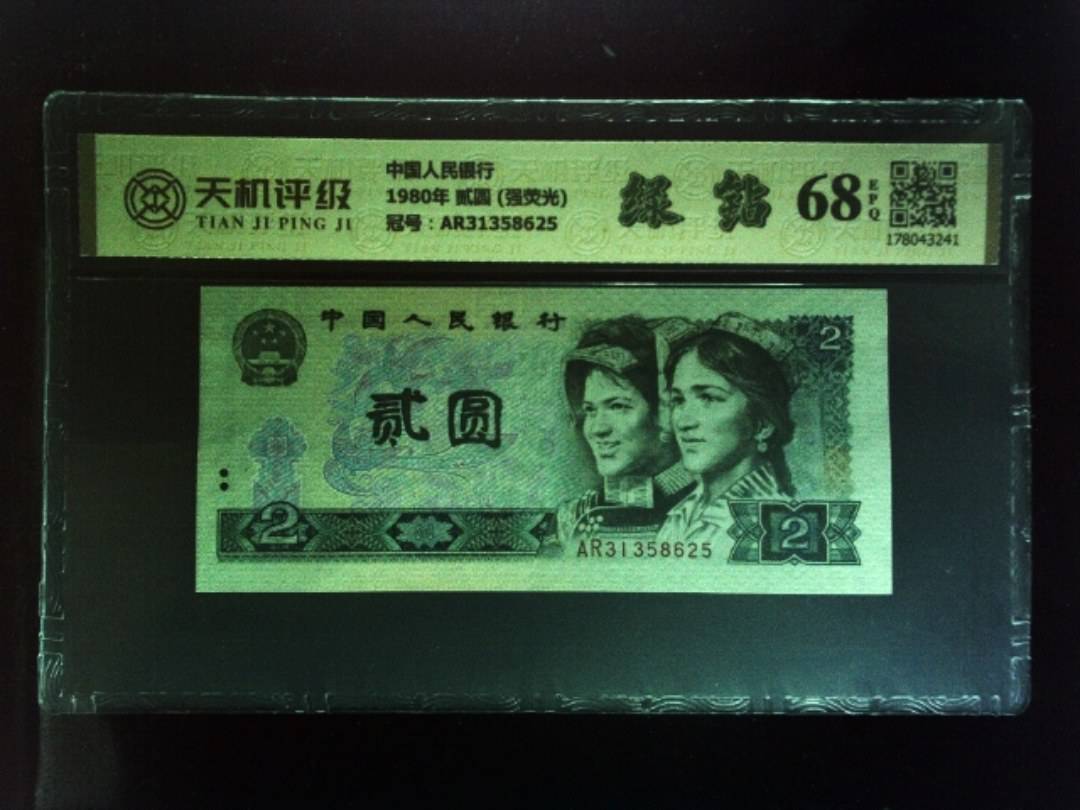 天机评级
TIAN JI PING JI
中国人民银行
1980年 贰圆 (强荧光)
冠号：AR31358625
绿钻
68
EPQ
178043241
中国人民银行
贰圆
2
2
AR31358625
2